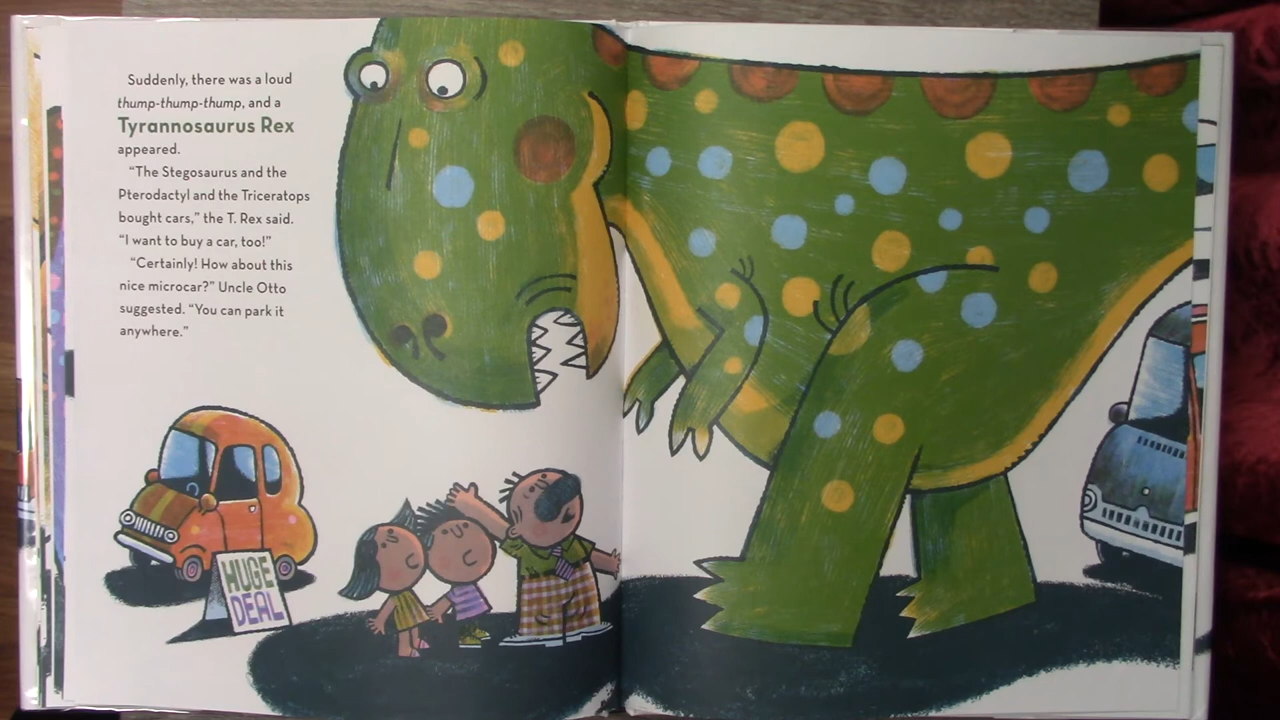 Suddenly, there was a loud
thump-thump-thump, and a
Tyrannosaurus Rex
appeared.
“The Stegosaurus and the
Pterodactyl and the Triceratops
bought cars,” the T. Rex said.
“I want to buy a car, too!”
“Certainly! How about this
nice microcar?” Uncle Otto
suggested. “You can park it
anywhere.”
HUGE
DEAL